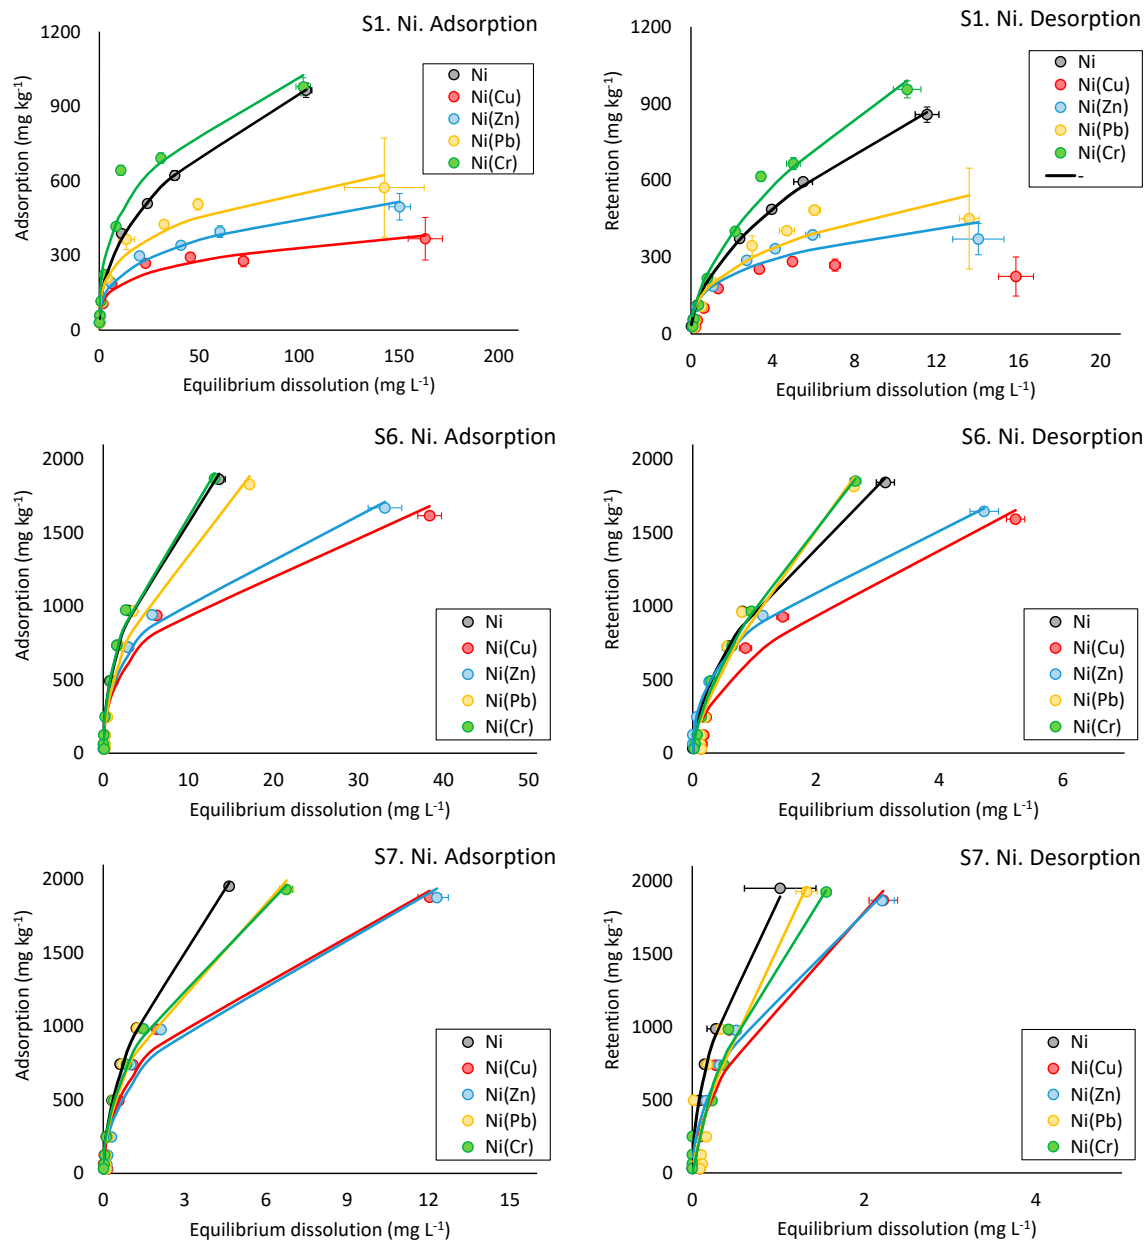 S1. Ni. Adsorption
1200
900
600
300
0
0
50
100
150
200
Adsorption (mg kg⁻¹)
Equilibrium dissolution (mg L⁻¹)
Ni
Ni(Cu)
Ni(Zn)
Ni(Pb)
Ni(Cr)
S1. Ni. Desorption
1200
900
600
300
0
0
4
8
12
16
20
Retention (mg kg⁻¹)
Equilibrium dissolution (mg L⁻¹)
Ni
Ni(Cu)
Ni(Zn)
Ni(Pb)
Ni(Cr)
-
S6. Ni. Adsorption
2000
1500
1000
500
0
0
10
20
30
40
50
Adsorption (mg kg⁻¹)
Equilibrium dissolution (mg L⁻¹)
Ni
Ni(Cu)
Ni(Zn)
Ni(Pb)
Ni(Cr)
S6. Ni. Desorption
2000
1500
1000
500
0
0
2
4
6
Retention (mg kg⁻¹)
Equilibrium dissolution (mg L⁻¹)
Ni
Ni(Cu)
Ni(Zn)
Ni(Pb)
Ni(Cr)
S7. Ni. Adsorption
2000
1500
1000
500
0
0
3
6
9
12
15
Adsorption (mg kg⁻¹)
Equilibrium dissolution (mg L⁻¹)
Ni
Ni(Cu)
Ni(Zn)
Ni(Pb)
Ni(Cr)
S7. Ni. Desorption
2000
1500
1000
500
0
0
2
4
Retention (mg kg⁻¹)
Equilibrium dissolution (mg L⁻¹)
Ni
Ni(Cu)
Ni(Zn)
Ni(Pb)
Ni(Cr)